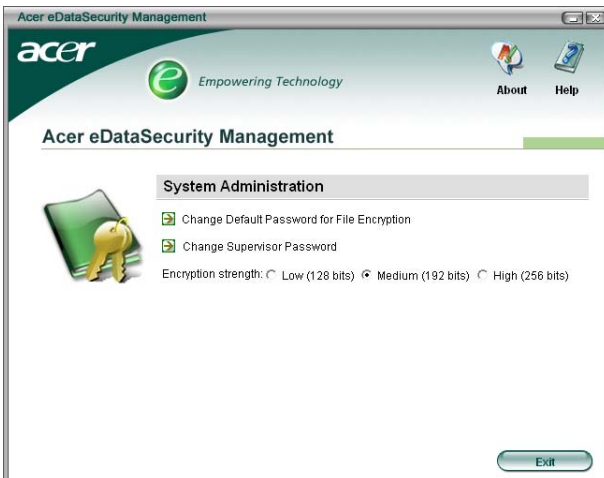 Acer eDataSecurity Management
acer
e Empowering Technology
About Help
Acer eDataSecurity Management
System Administration
Change Default Password for File Encryption
Change Supervisor Password
Encryption strength: Low (128 bits) Medium (192 bits) High (256 bits)
Exit